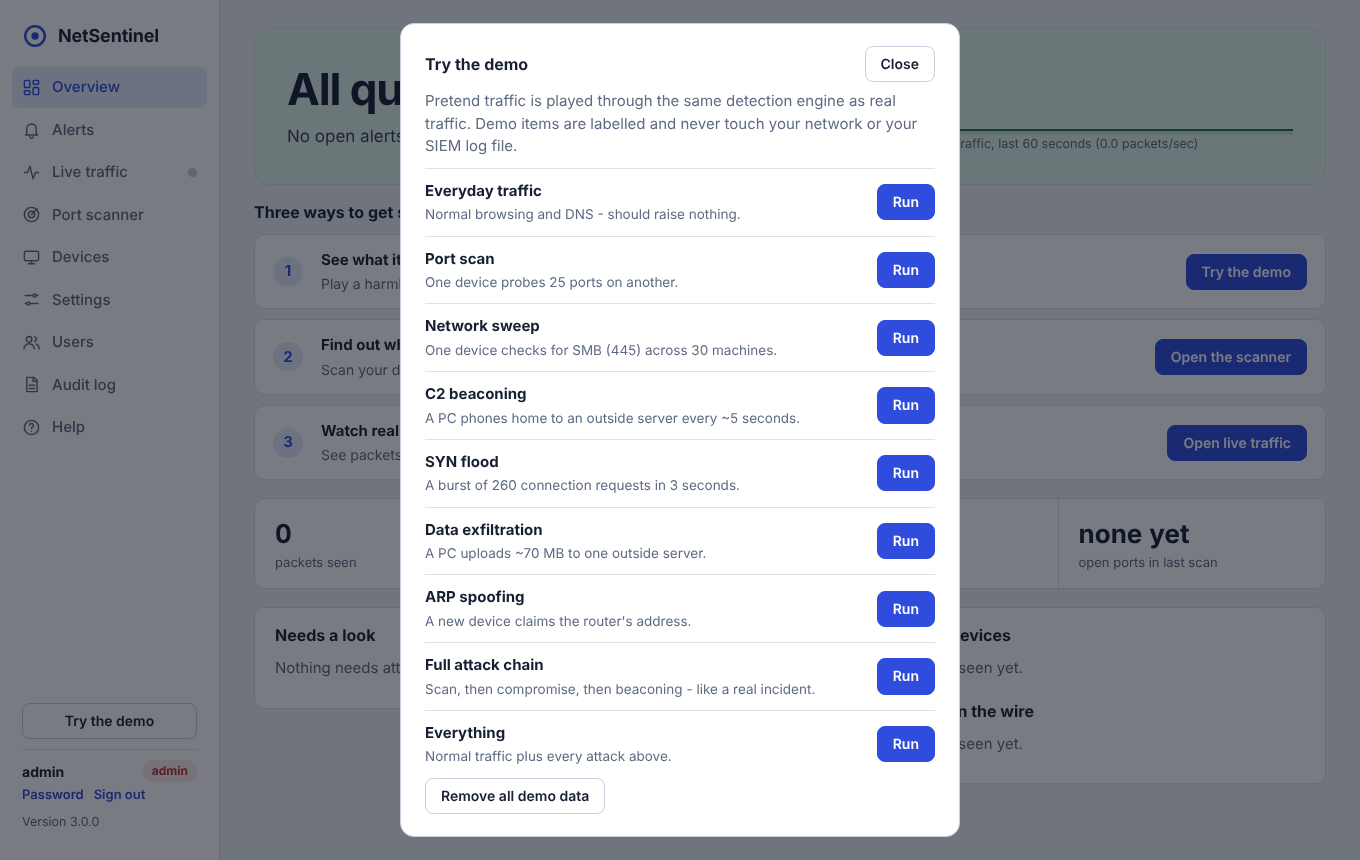 NetSentinel
Overview
Alerts
Live traffic
Port scanner
Devices
Settings
Users
Audit log
Help
Try the demo
admin admin
Password Sign out
Version 3.0.0
All qu
No open alerts
raffic, last 60 seconds (0.0 packets/sec)
Three ways to get s
1
See what it
Play a harml
Try the demo
2
Find out wh
Scan your d
Open the scanner
3
Watch real
See packets
Open live traffic
0
packets seen
none yet
open ports in last scan
Needs a look
Nothing needs att
evices
seen yet.
n the wire
seen yet.
Try the demo
Close
Pretend traffic is played through the same detection engine as real
traffic. Demo items are labelled and never touch your network or your
SIEM log file.
Everyday traffic
Normal browsing and DNS - should raise nothing.
Run
Port scan
One device probes 25 ports on another.
Run
Network sweep
One device checks for SMB (445) across 30 machines.
Run
C2 beaconing
A PC phones home to an outside server every ~5 seconds.
Run
SYN flood
A burst of 260 connection requests in 3 seconds.
Run
Data exfiltration
A PC uploads ~70 MB to one outside server.
Run
ARP spoofing
A new device claims the router's address.
Run
Full attack chain
Scan, then compromise, then beaconing - like a real incident.
Run
Everything
Normal traffic plus every attack above.
Run
Remove all demo data